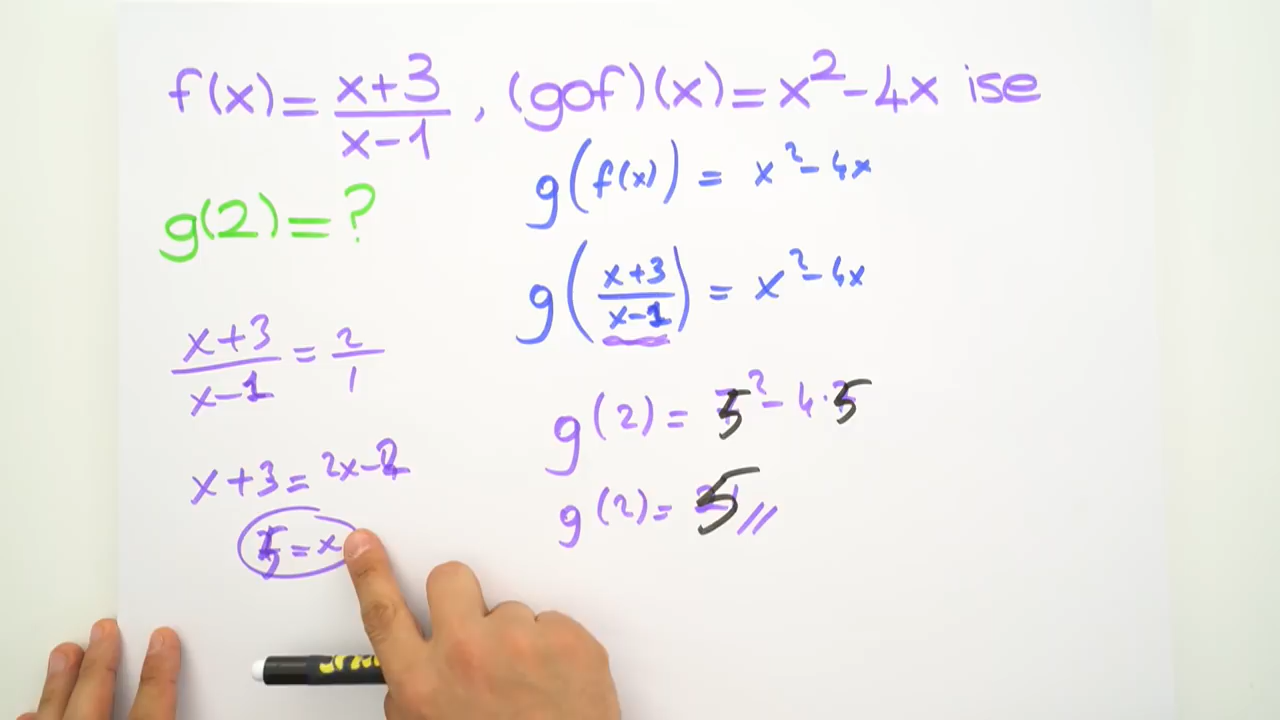 f(x) = x+3 / x-1 , (gof)(x) = x² - 4x ise
g(2) = ?
g(f(x)) = x² - 4x
g(x+3 / x-1) = x² - 4x
x+3 / x-1 = 2 / 1
x+3 = 2x-2
5 = x
g(2) = 5² - 4·5
g(2) = 5 //